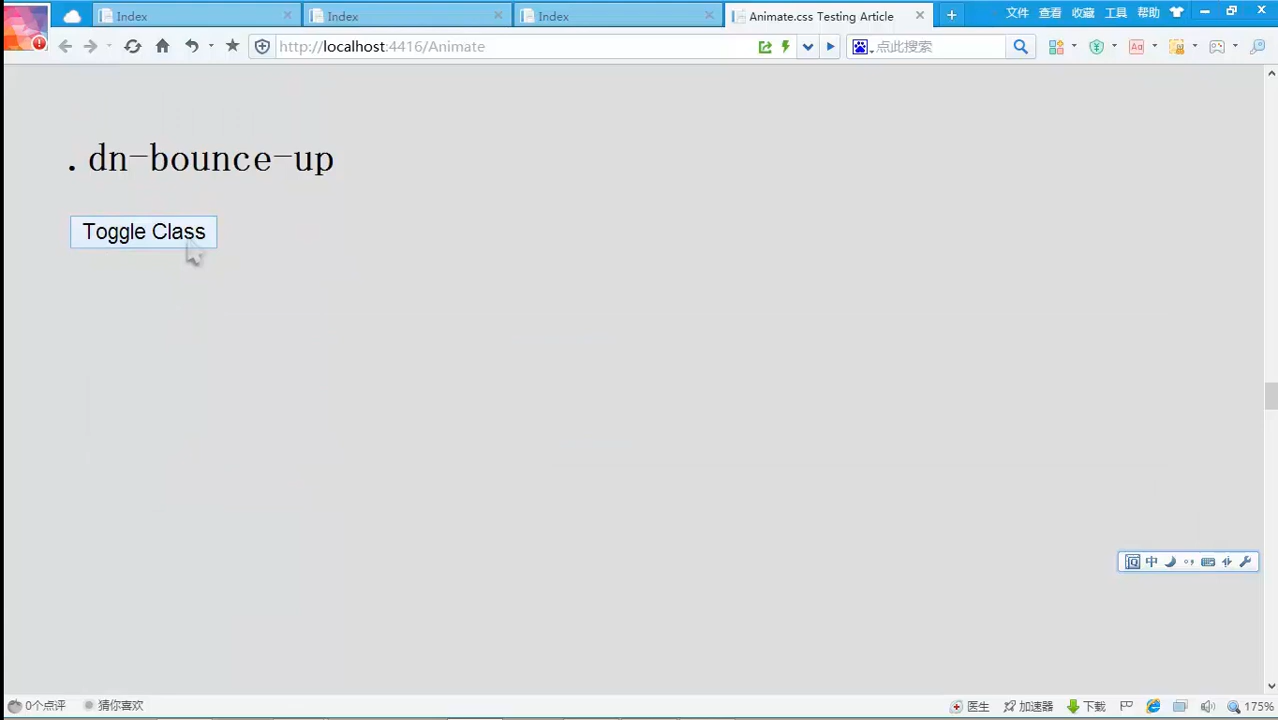 Index
Index
Index
Animate.css Testing Article
文件 查看 收藏 工具 帮助
http://localhost:4416/Animate
点此搜索
.dn-bounce-up
Toggle Class
中
0个点评
猜你喜欢
医生
加速器
下载
175%